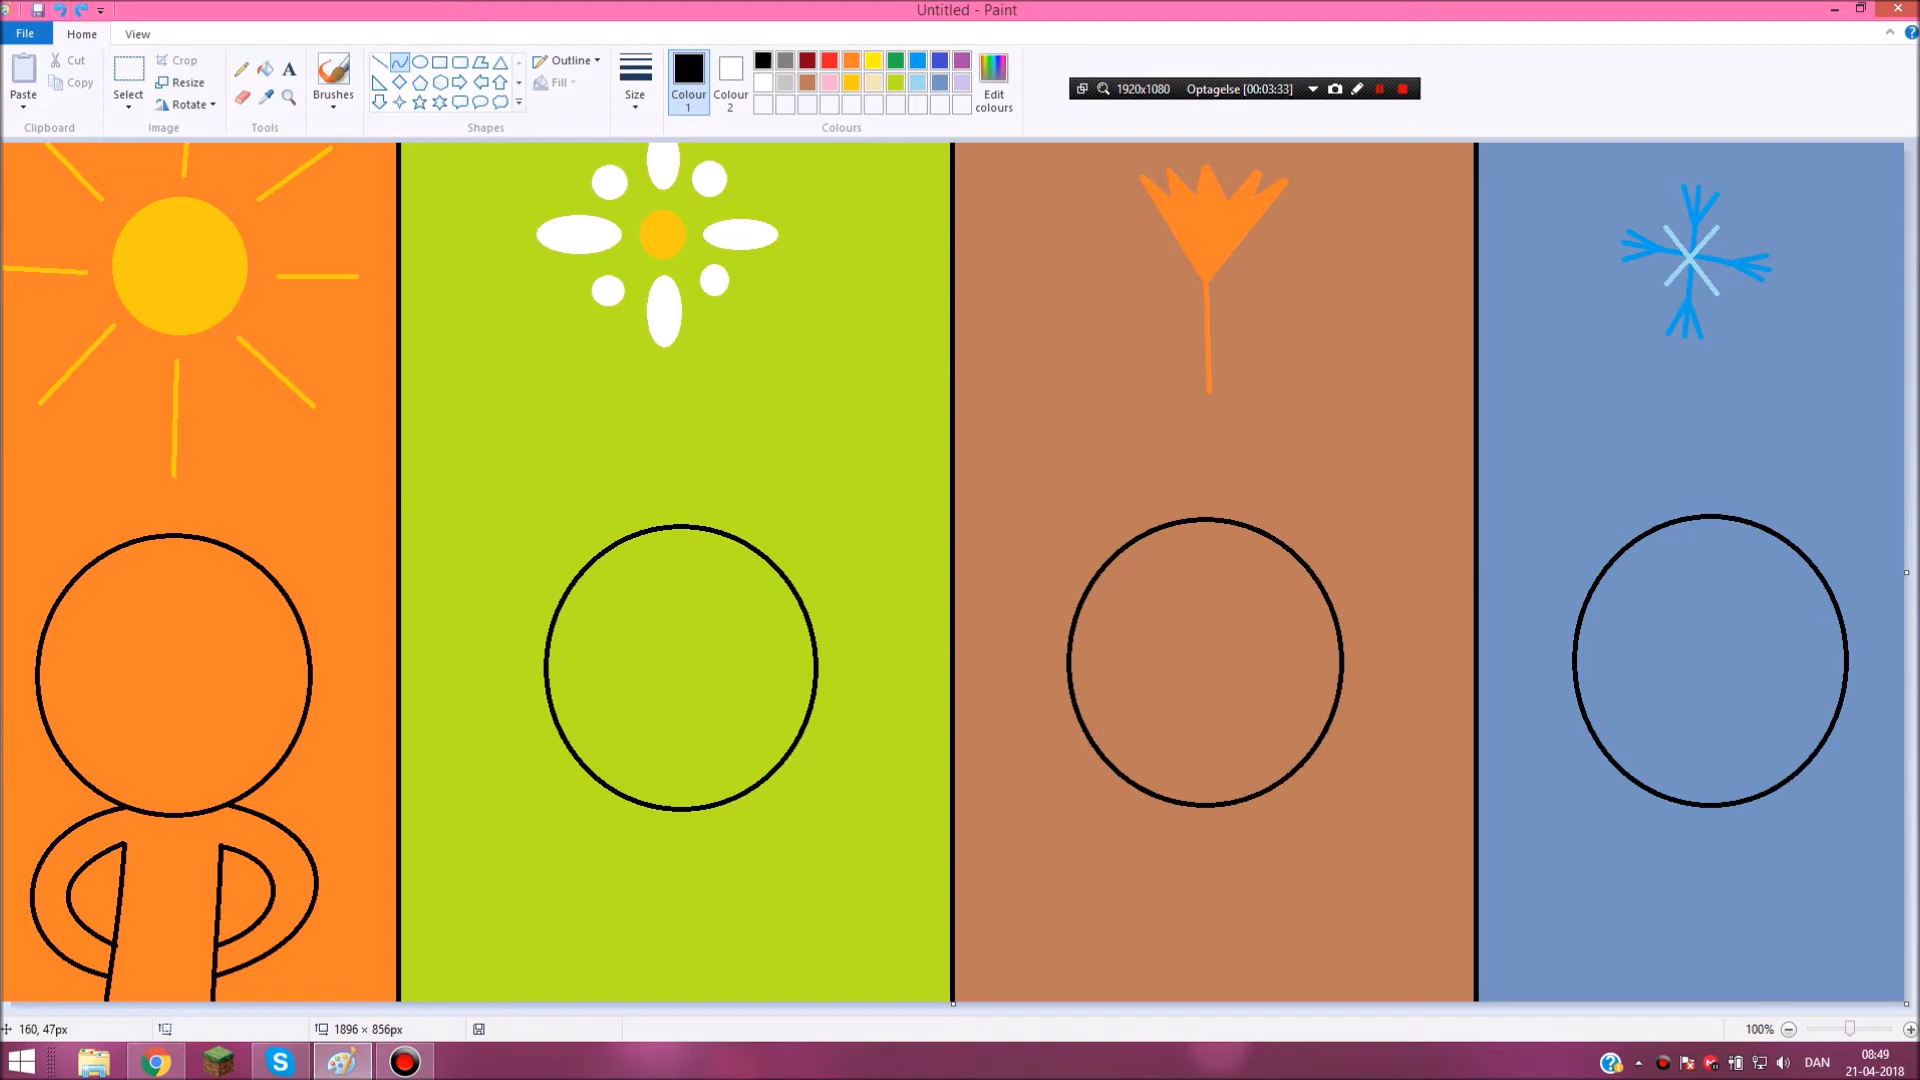 Untitled - Paint
File Home View
Cut Crop Outline
Copy Resize Fill
Paste Select Rotate Brushes Size Colour 1 Colour 2 Edit colours
Clipboard Image Tools Shapes Colours
1920x1080 Optagelse [00:03:33]
160, 47px 1896 × 856px 100%
DAN 08:49
21-04-2018